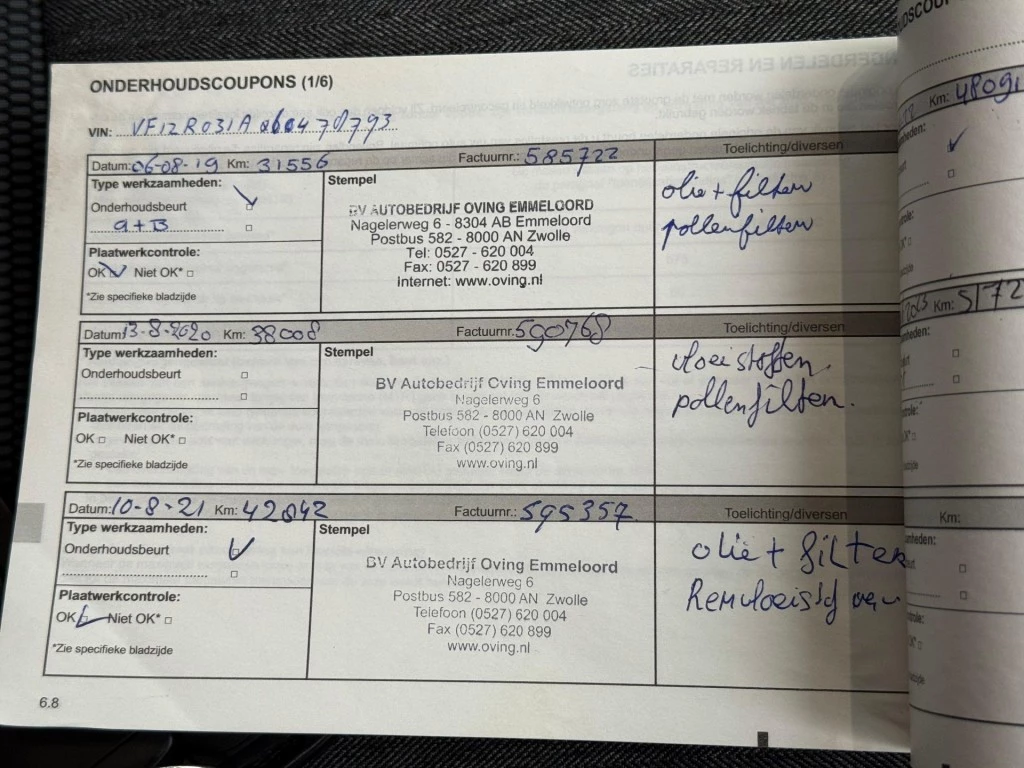 ONDERHOUDSCOUPONS (1/6)
VIN:
Datum: 06-08-19 Km: 31556 Factuurnr.: 585722 Toelichting/diversen
Type werkzaamheden:
Onderhoudsbeurt
a+B
Plaatwerkcontrole:
OK Niet OK*
*Zie specifieke bladzijde
Stempel
BV AUTOBEDRIJF OVING EMMELOORD
Nagelerweg 6 - 8304 AB Emmeloord
Postbus 582 - 8000 AN Zwolle
Tel: 0527 - 620 004
Fax: 0527 - 620 899
Internet: www.oving.nl
olie + filter
pollenfilter
Datum: 13-8-2020 Km: 38008 Factuurnr. 590768 Toelichting/diversen
Type werkzaamheden:
Onderhoudsbeurt
Plaatwerkcontrole:
OK Niet OK*
*Zie specifieke bladzijde
Stempel
BV Autobedrijf Oving Emmeloord
Nagelerweg 6
Postbus 582 - 8000 AN Zwolle
Telefoon (0527) 620 004
Fax (0527) 620 899
www.oving.nl
vloeistoffen
pollenfilter.
Datum: 10-8-21 Km: 42842 Factuurnr.: 595357 Toelichting/diversen
Type werkzaamheden:
Onderhoudsbeurt
Plaatwerkcontrole:
OK Niet OK*
*Zie specifieke bladzijde
Stempel
BV Autobedrijf Oving Emmeloord
Nagelerweg 6
Postbus 582 - 8000 AN Zwolle
Telefoon (0527) 620 004
Fax (0527) 620 899
www.oving.nl
olie + filter
Remvloeistof
6.8
Km: 48091
Km: 5172
Km: